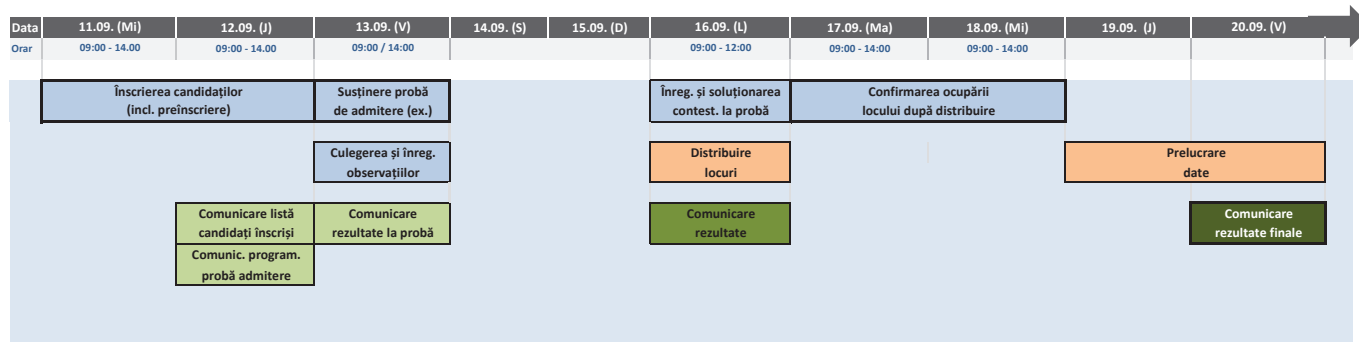 Data 11.09. (Mi) 12.09. (J) 13.09. (V) 14.09. (S) 15.09. (D) 16.09. (L) 17.09. (Ma) 18.09. (Mi) 19.09. (J) 20.09. (V)
Orar 09:00 - 14.00 09:00 - 14.00 09:00 / 14:00 09:00 - 12:00 09:00 - 14:00 09:00 - 14:00
Înscrierea candidaților
(incl. preînscriere)
Susținere probă
de admitere (ex.)
Înreg. și soluționarea
contest. la probă
Confirmarea ocupării
locului după distribuire
Culegerea și înreg.
observațiilor
Distribuire
locuri
Prelucrare
date
Comunicare listă
candidați înscriși
Comunicare
rezultate la probă
Comunicare
rezultate
Comunicare
rezultate finale
Comunic. program.
probă admitere